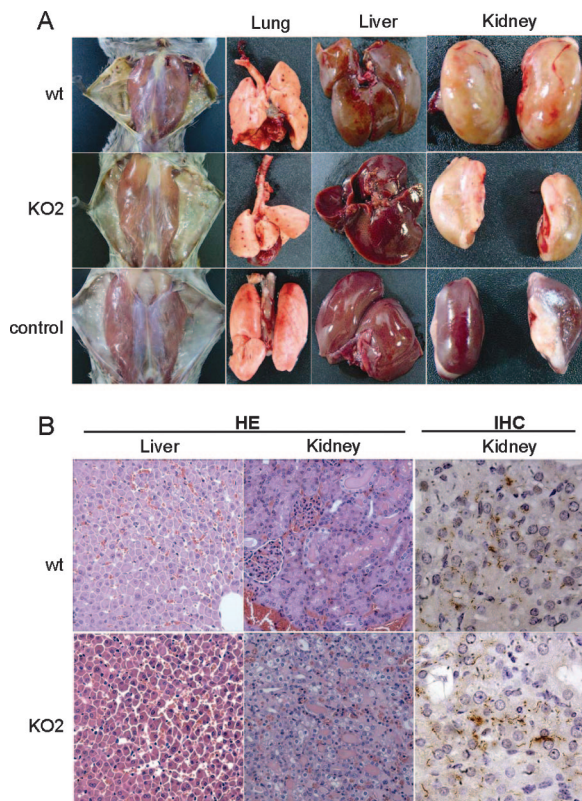 A
Lung Liver Kidney
wt
KO2
control
B
HE IHC
Liver Kidney Kidney
wt
KO2